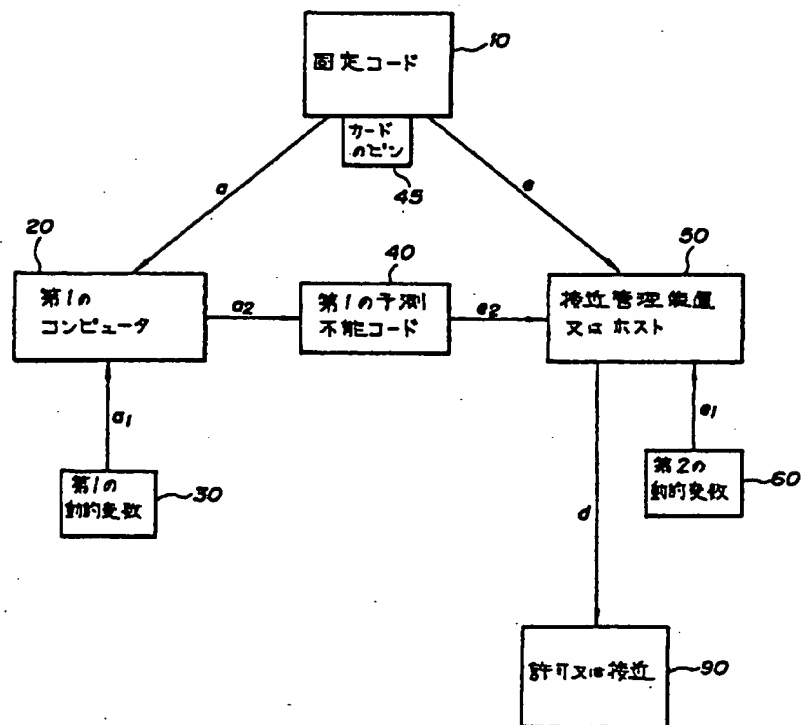 固定コード
10
カード
のピン
45
a
e
20
第1の
コンピュータ
a2
40
第1の予測
不能コード
e2
50
接近管理装置
又はホスト
a1
e1
第1の
動的変数
30
第2の
動的変数
60
d
許可又は接近
90